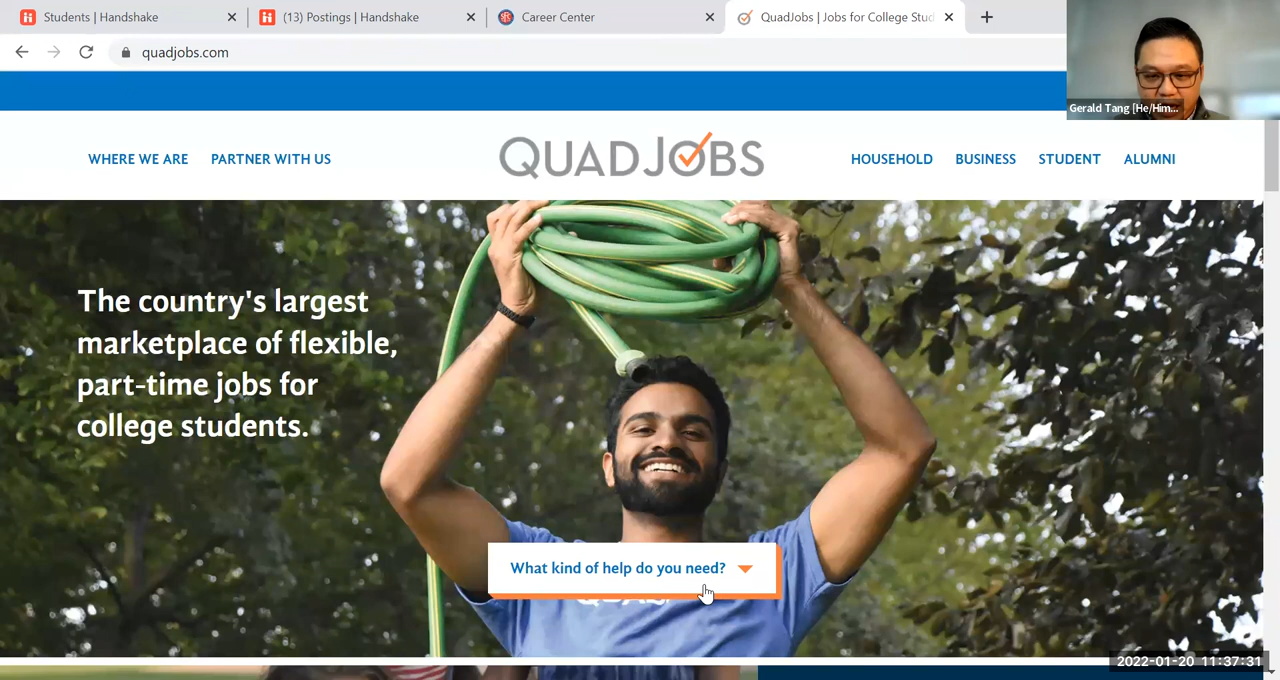 Students | Handshake
(13) Postings | Handshake
Career Center
QuadJobs | Jobs for College Stud
quadjobs.com
Gerald Tang [He/Him...
WHERE WE ARE
PARTNER WITH US
QUADJOBS
HOUSEHOLD
BUSINESS
STUDENT
ALUMNI
The country's largest
marketplace of flexible,
part-time jobs for
college students.
What kind of help do you need?
2022-01-20 11:37:31